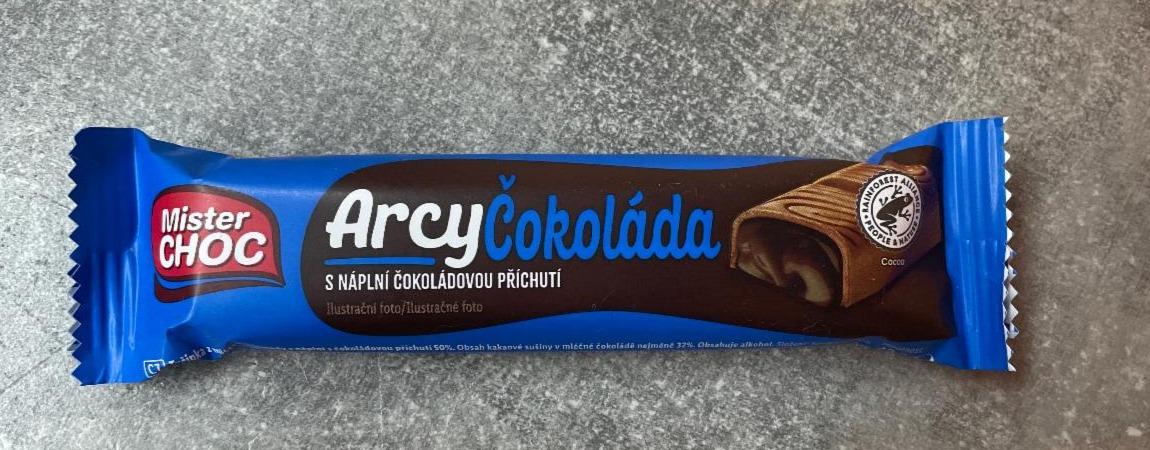 Mister
CHOC
ArcyČokoláda
S NÁPLNÍ ČOKOLÁDOVOU PŘÍCHUTÍ
Ilustrační foto/Ilustračné foto
RAINFOREST ALLIANCE
PEOPLE & NATURE
Cocoa
CZ s čokoládovou příchutí 50%. Obsah kakaové sušiny v mléčné čokoládě nejméně 32%. Obsahuje alkohol.